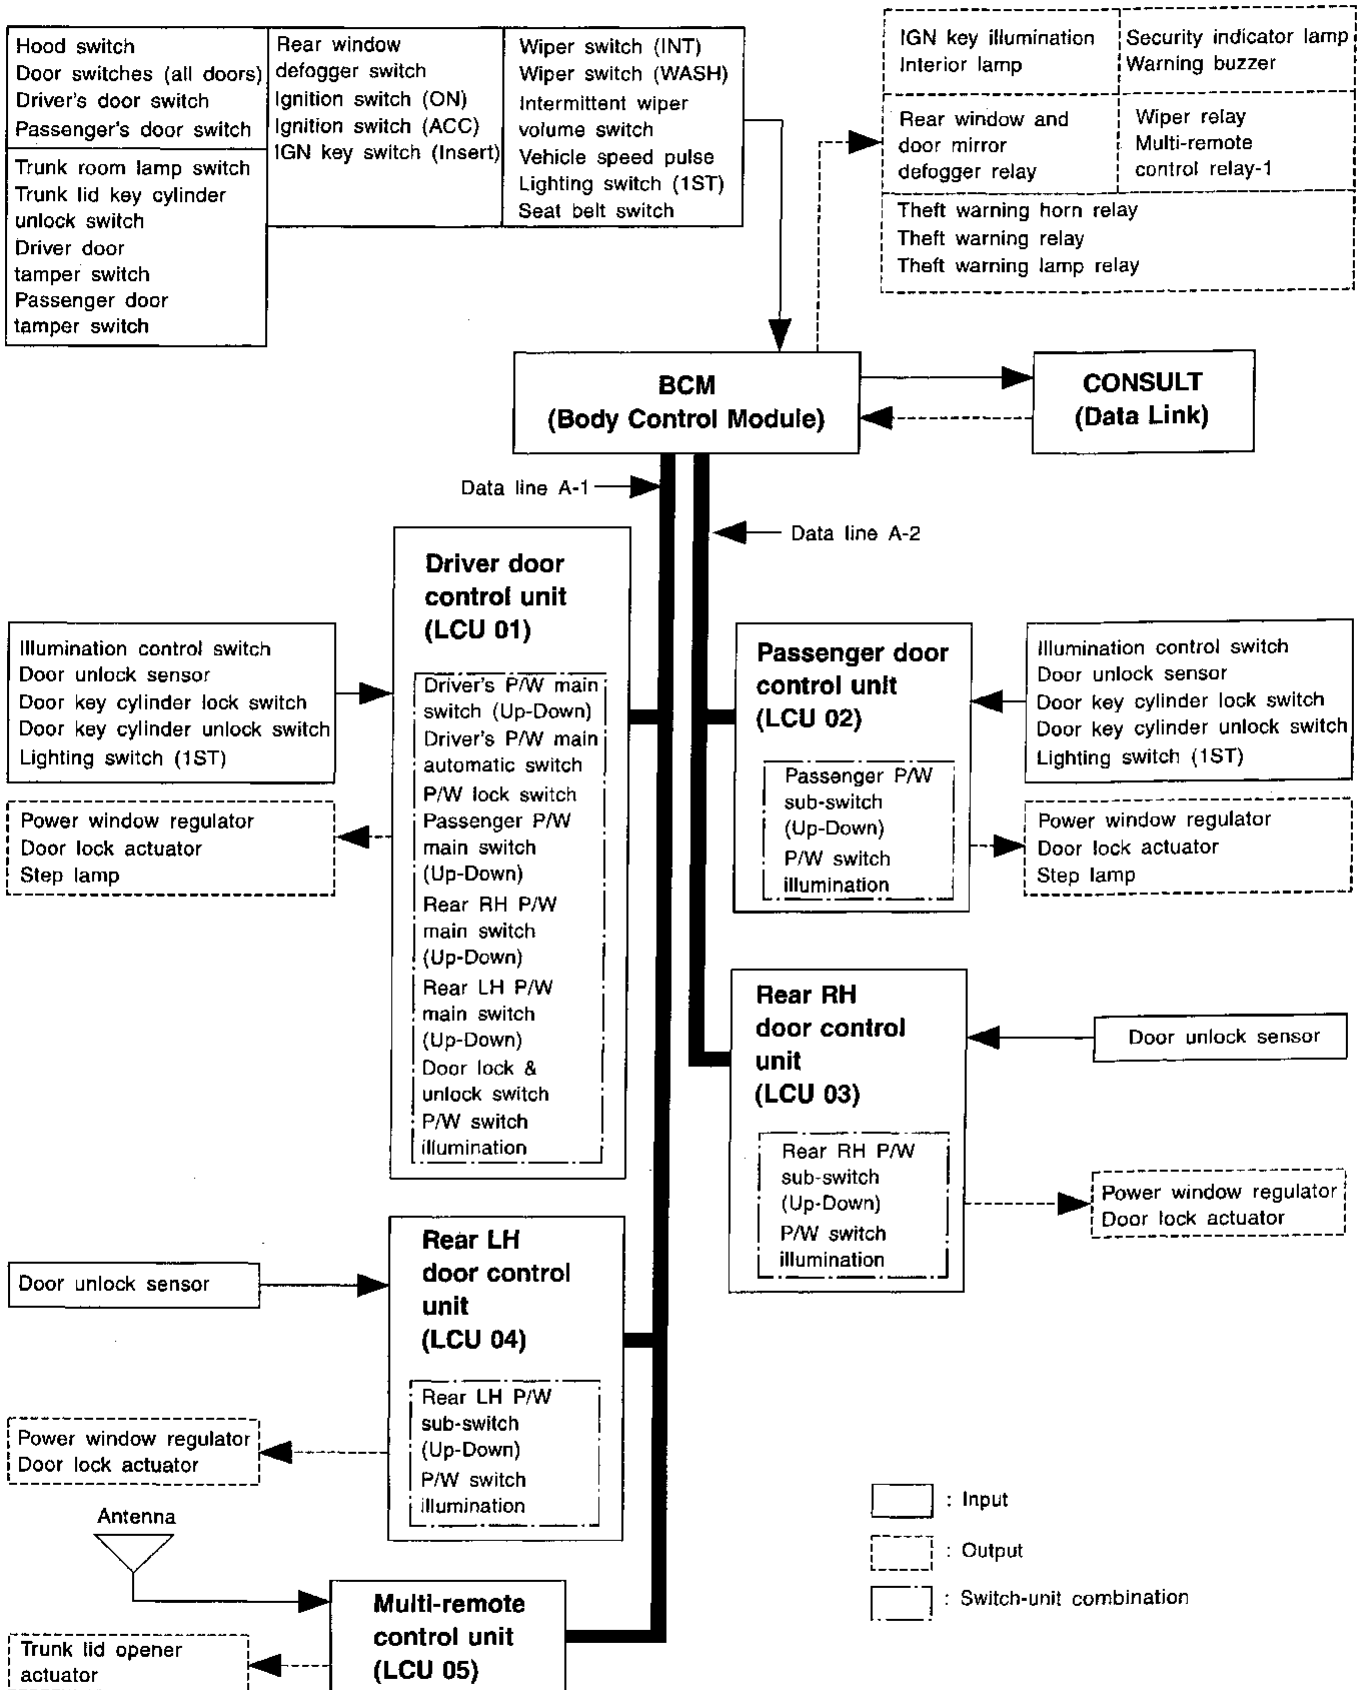 Hood switch
Door switches (all doors)
Driver's door switch
Passenger's door switch
Trunk room lamp switch
Trunk lid key cylinder
unlock switch
Driver door
tamper switch
Passenger door
tamper switch
Rear window
defogger switch
Ignition switch (ON)
Ignition switch (ACC)
IGN key switch (Insert)
Wiper switch (INT)
Wiper switch (WASH)
Intermittent wiper
volume switch
Vehicle speed pulse
Lighting switch (1ST)
Seat belt switch
IGN key illumination
Interior lamp
Security indicator lamp
Warning buzzer
Rear window and
door mirror
defogger relay
Wiper relay
Multi-remote
control relay-1
Theft warning horn relay
Theft warning relay
Theft warning lamp relay
BCM
(Body Control Module)
CONSULT
(Data Link)
Data line A-1
Data line A-2
Driver door
control unit
(LCU 01)
Driver's P/W main
switch (Up-Down)
Driver's P/W main
automatic switch
P/W lock switch
Passenger P/W
main switch
(Up-Down)
Rear RH P/W
main switch
(Up-Down)
Rear LH P/W
main switch
(Up-Down)
Door lock &
unlock switch
P/W switch
illumination
Illumination control switch
Door unlock sensor
Door key cylinder lock switch
Door key cylinder unlock switch
Lighting switch (1ST)
Power window regulator
Door lock actuator
Step lamp
Passenger door
control unit
(LCU 02)
Passenger P/W
sub-switch
(Up-Down)
P/W switch
illumination
Illumination control switch
Door unlock sensor
Door key cylinder lock switch
Door key cylinder unlock switch
Lighting switch (1ST)
Power window regulator
Door lock actuator
Step lamp
Rear RH
door control
unit
(LCU 03)
Rear RH P/W
sub-switch
(Up-Down)
P/W switch
illumination
Door unlock sensor
Power window regulator
Door lock actuator
Rear LH
door control
unit
(LCU 04)
Rear LH P/W
sub-switch
(Up-Down)
P/W switch
illumination
Door unlock sensor
Power window regulator
Door lock actuator
Antenna
Multi-remote
control unit
(LCU 05)
Trunk lid opener
actuator
: Input
: Output
: Switch-unit combination